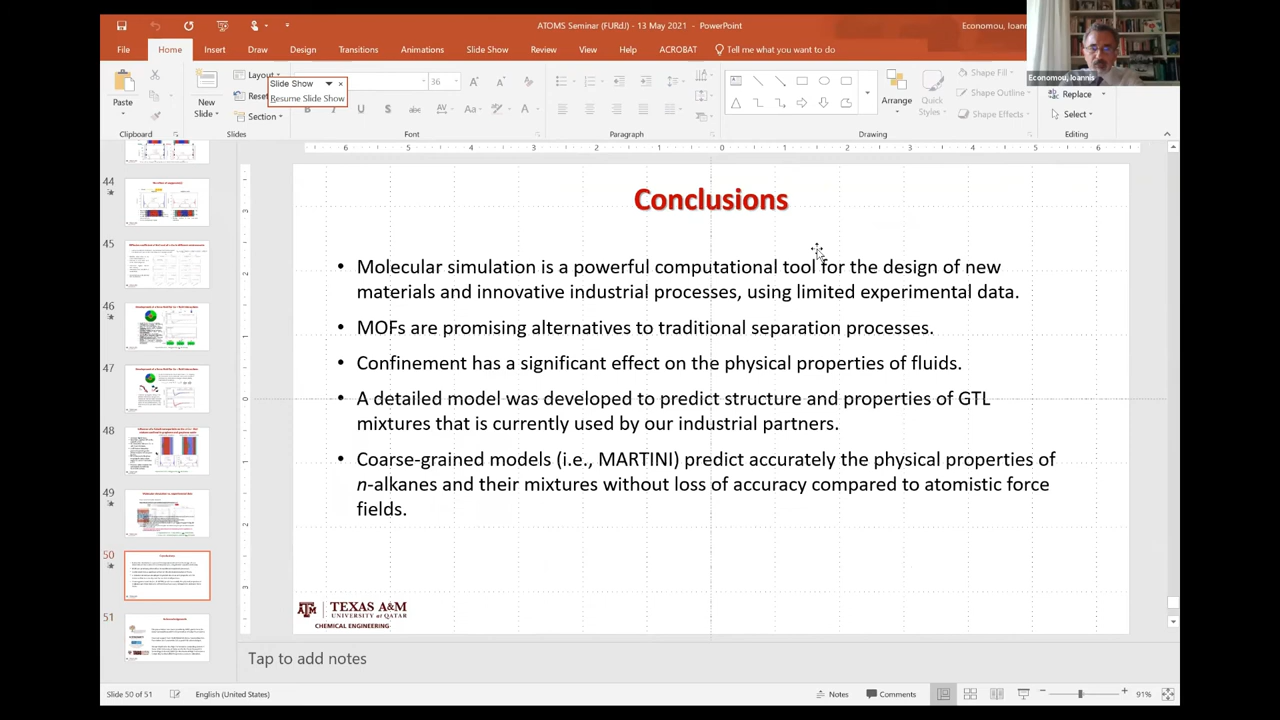 ATOMS Seminar (FURdJ) - 13 May 2021 - PowerPoint
Economou, Ioann
File Home Insert Draw Design Transitions Animations Slide Show Review View Help ACROBAT Tell me what you want to do
Economou, Ioannis
Paste
New
Slide
Layout
Reset
Section
Slide Show
Resume Slide Show
36
Arrange
Quick
Styles
Shape Fill
Shape Outline
Shape Effects
Replace
Select
Clipboard Slides Font Paragraph Drawing Editing
44
45
46
47
48
49
50
51
Conclusions
• Molecular simulation is a powerful computational tool for the design of new
materials and innovative industrial processes, using limited experimental data.
• MOFs are promising alternatives to traditional separation processes.
• Confinement has a significant effect on the physical properties of fluids.
• A detailed model was developed to predict structure and properties of GTL
mixtures that is currently used by our industrial partners.
• Coarse-grained models (i.e. MARTINI) predict accurately the physical properties of
n-alkanes and their mixtures without loss of accuracy compared to atomistic force
fields.
ATM TEXAS A&M
UNIVERSITY at QATAR
CHEMICAL ENGINEERING
Tap to add notes
Slide 50 of 51 English (United States) Notes Comments 91%